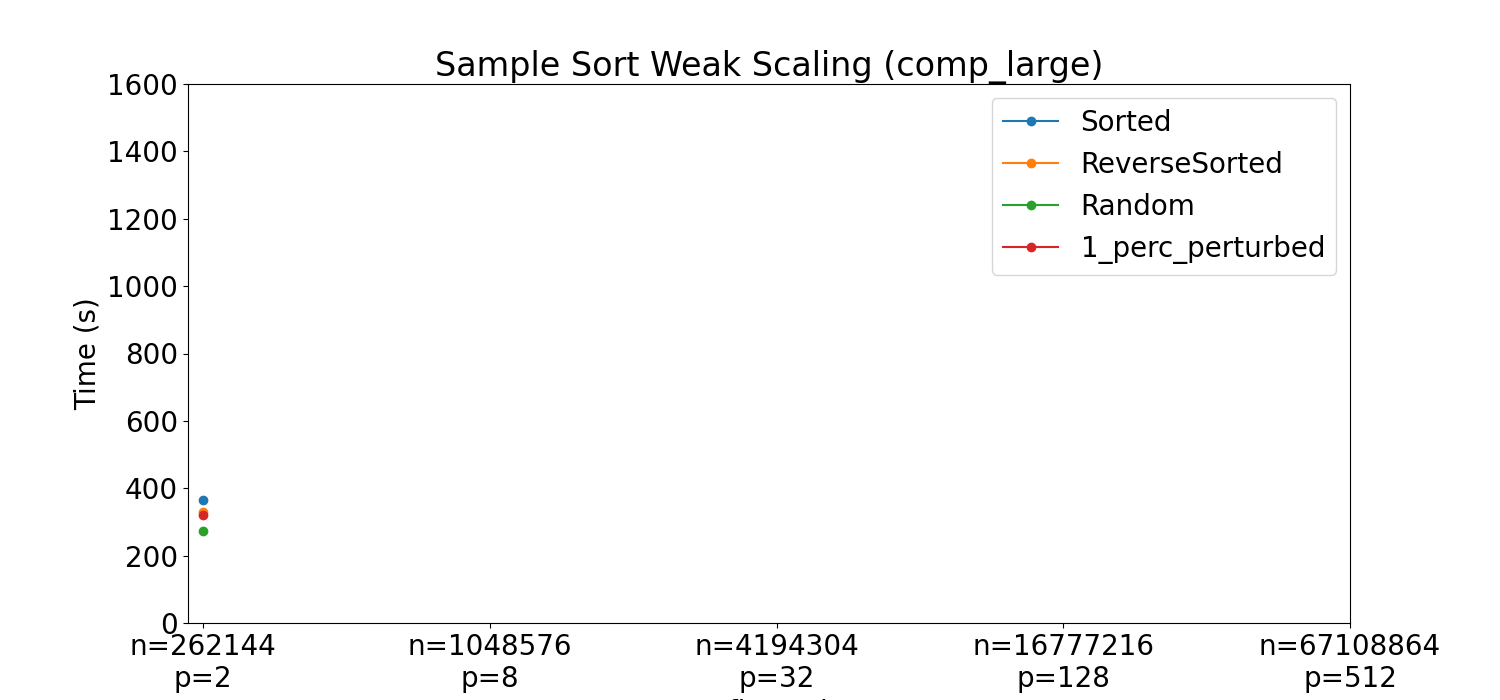 Sample Sort Weak Scaling (comp_large)
1600
1400
1200
1000
800
600
400
200
0
Time (s)
Sorted
ReverseSorted
Random
1_perc_perturbed
n=262144
p=2
n=1048576
p=8
n=4194304
p=32
n=16777216
p=128
n=67108864
p=512